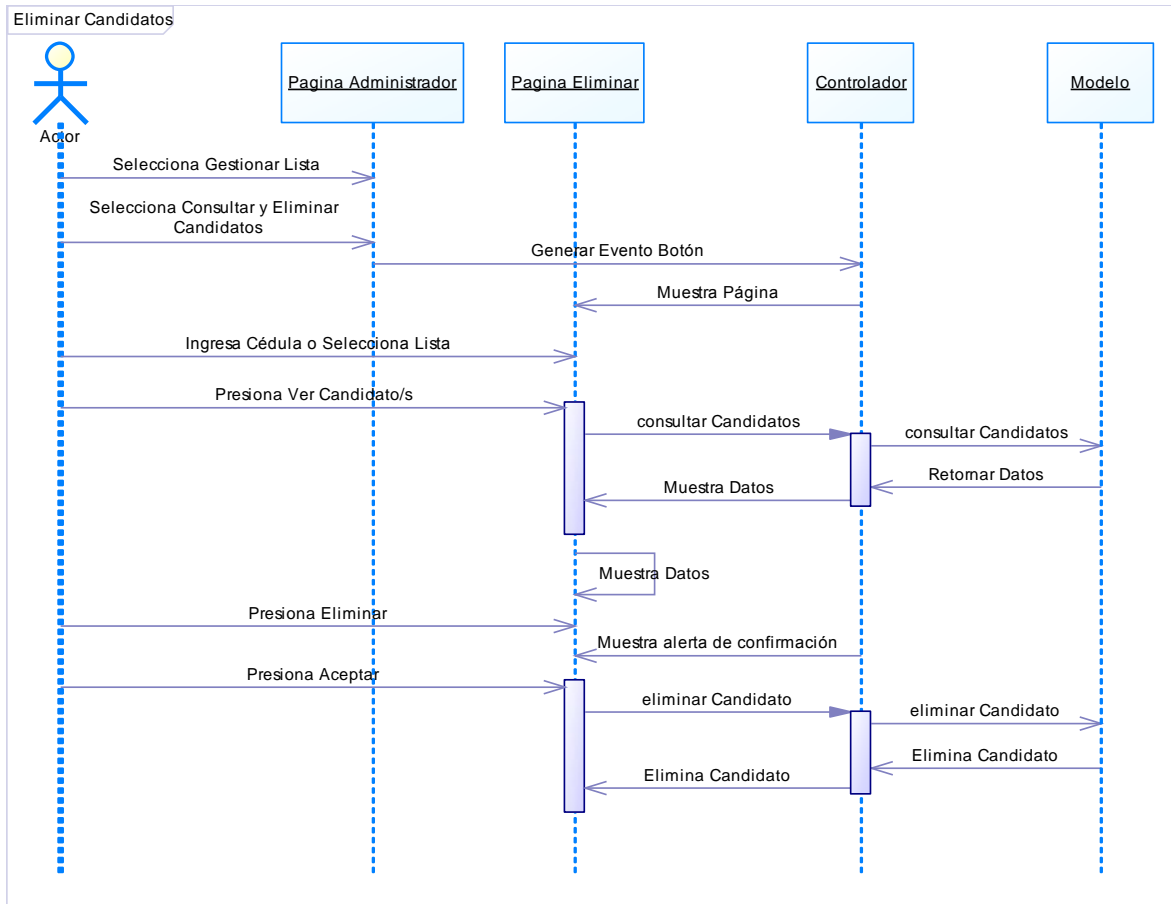 Eliminar Candidatos
Pagina Administrador
Pagina Eliminar
Controlador
Modelo
Actor
Selecciona Gestionar Lista
Selecciona Consultar y Eliminar
Candidatos
Generar Evento Botón
Muestra Página
Ingresa Cédula o Selecciona Lista
Presiona Ver Candidato/s
consultar Candidatos
consultar Candidatos
Retornar Datos
Muestra Datos
Muestra Datos
Presiona Eliminar
Muestra alerta de confirmación
Presiona Aceptar
eliminar Candidato
eliminar Candidato
Elimina Candidato
Elimina Candidato